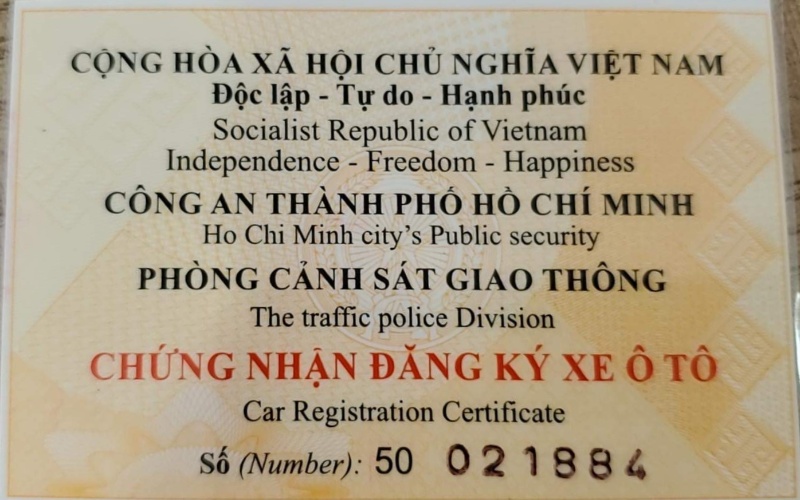 CỘNG HÒA XÃ HỘI CHỦ NGHĨA VIỆT NAM
Độc lập - Tự do - Hạnh phúc
Socialist Republic of Vietnam
Independence - Freedom - Happiness
CÔNG AN THÀNH PHỐ HỒ CHÍ MINH
Ho Chi Minh city’s Public security
PHÒNG CẢNH SÁT GIAO THÔNG
The traffic police Division
CHỨNG NHẬN ĐĂNG KÝ XE Ô TÔ
Car Registration Certificate
Số (Number): 50 021884